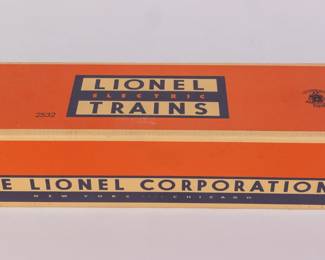 LIONEL
ELECTRIC
TRAINS
2532
E LIONEL CORPORATION
NEW YORK CHICAGO